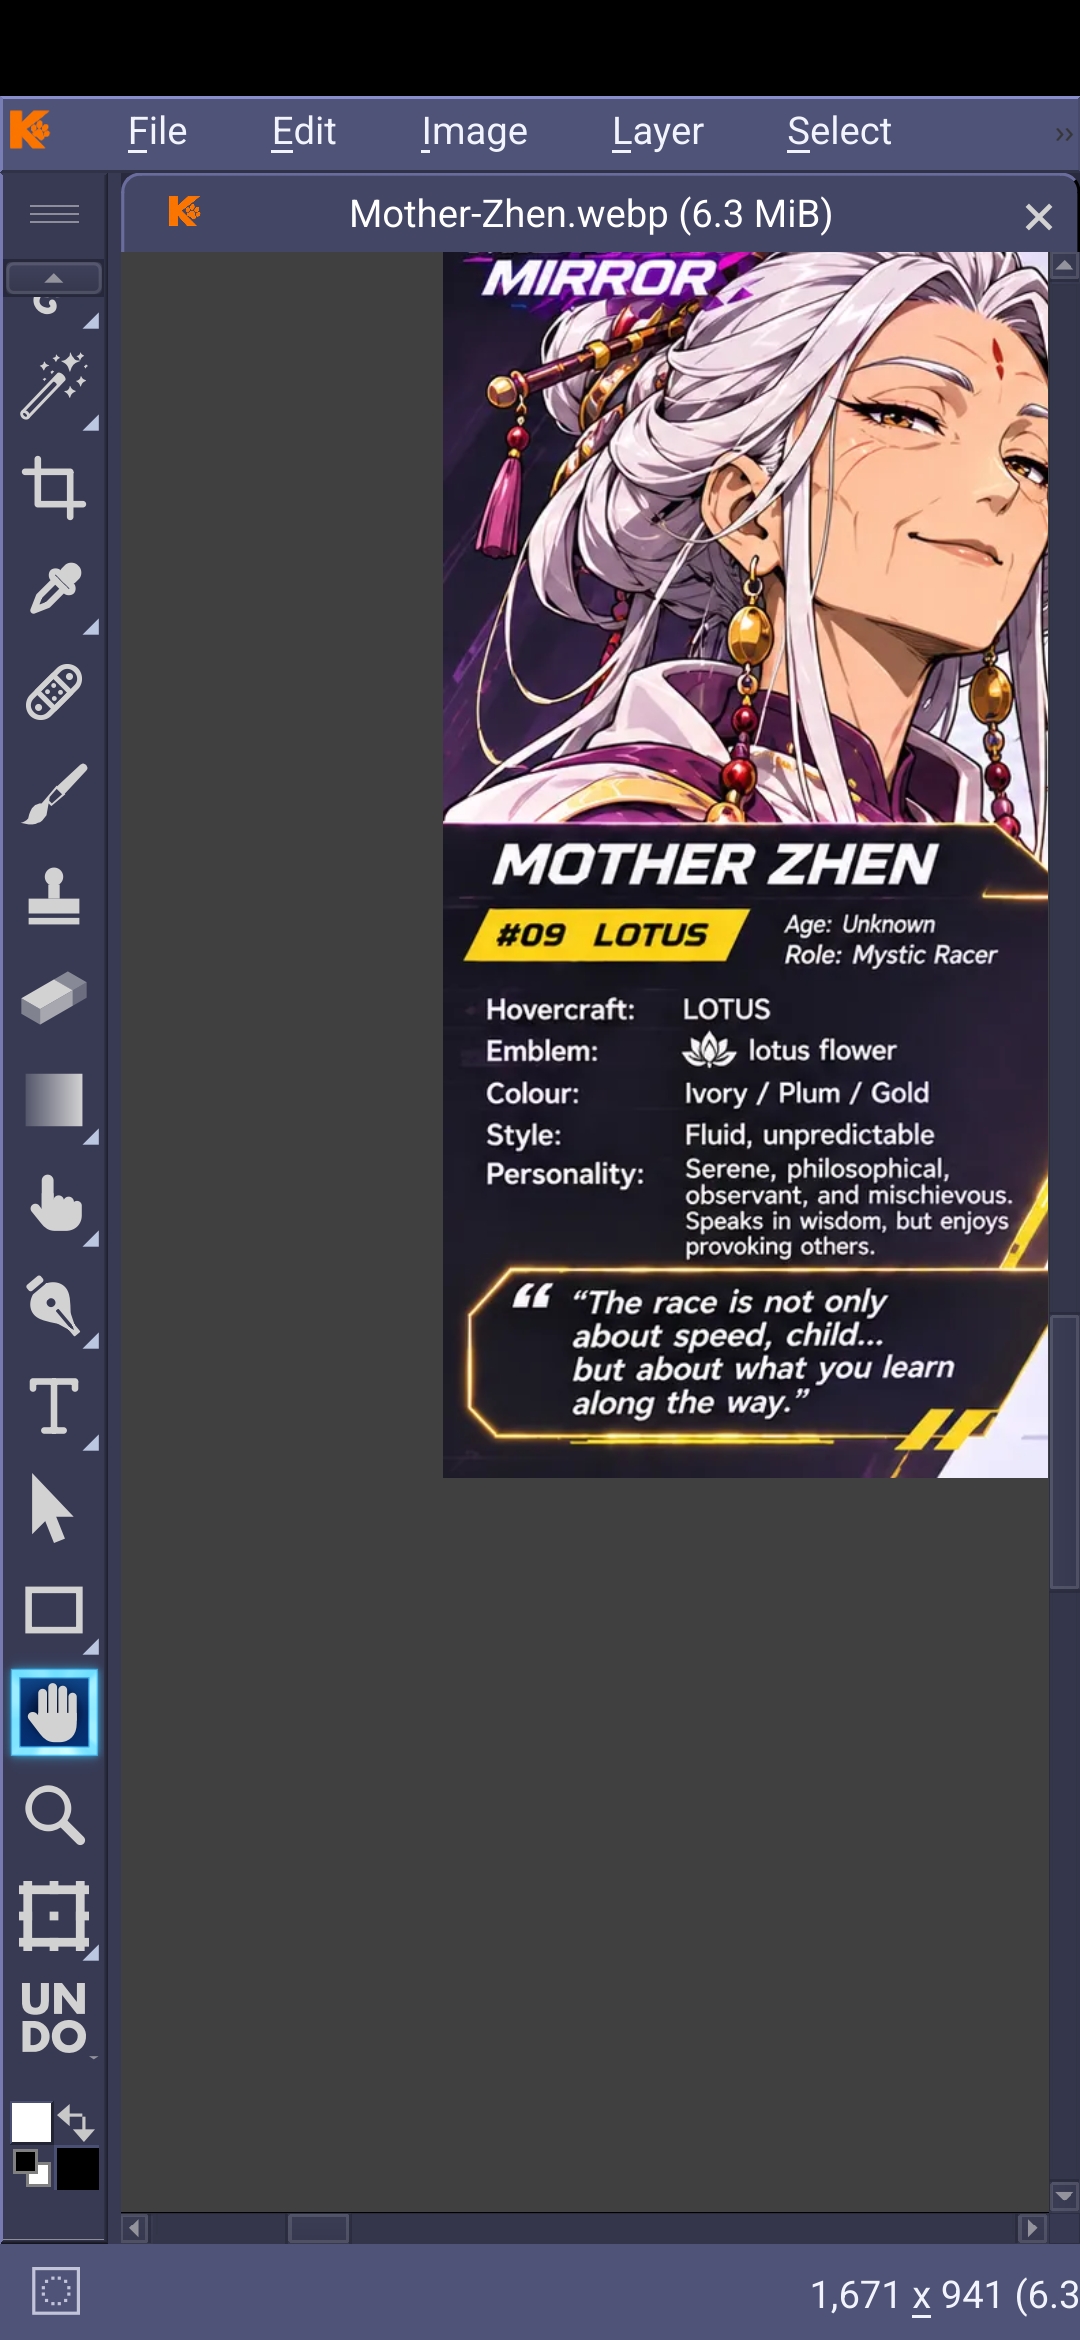 File Edit Image Layer Select »
Mother-Zhen.webp (6.3 MiB)
MIRROR
MOTHER ZHEN
#09 LOTUS
Age: Unknown
Role: Mystic Racer
Hovercraft: LOTUS
Emblem: lotus flower
Colour: Ivory / Plum / Gold
Style: Fluid, unpredictable
Personality: Serene, philosophical,
observant, and mischievous.
Speaks in wisdom, but enjoys
provoking others.
“ “The race is not only
about speed, child...
but about what you learn
along the way.”
UN
DO
1,671 x 941 (6.3